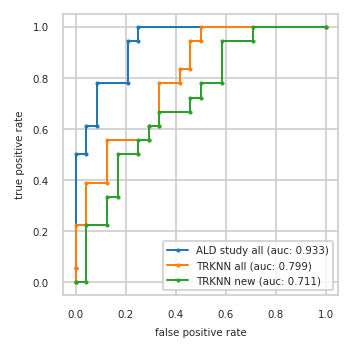 1.0
0.8
0.6
0.4
0.2
0.0
true positive rate
ALD study all (auc: 0.933)
TRKNN all (auc: 0.799)
TRKNN new (auc: 0.711)
0.0 0.2 0.4 0.6 0.8 1.0
false positive rate